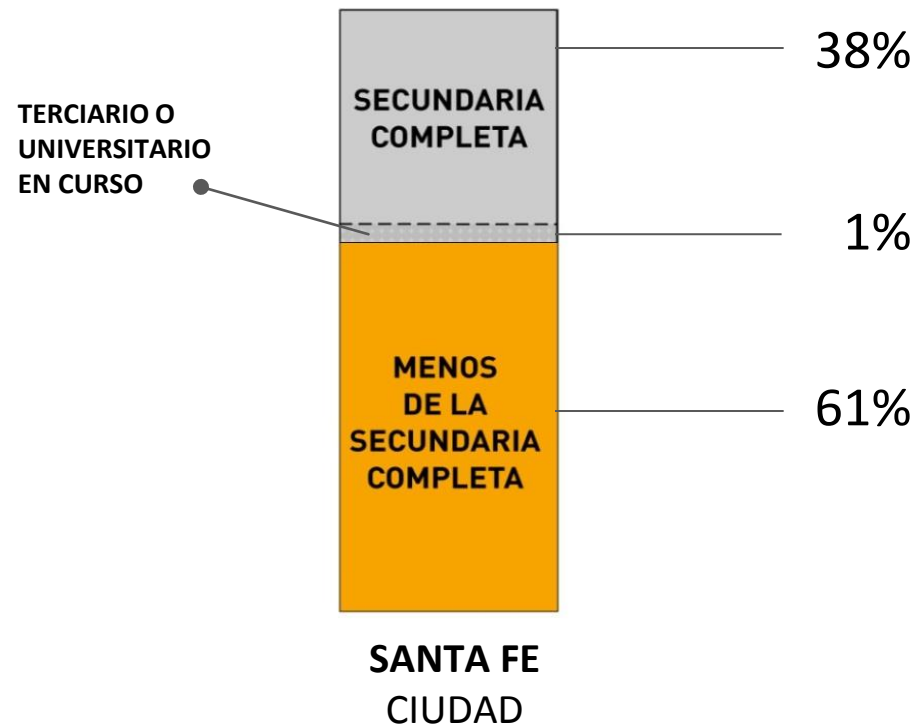 38%
SECUNDARIA
COMPLETA
TERCIARIO O
UNIVERSITARIO
EN CURSO
1%
MENOS
DE LA
SECUNDARIA
COMPLETA
61%
SANTA FE
CIUDAD